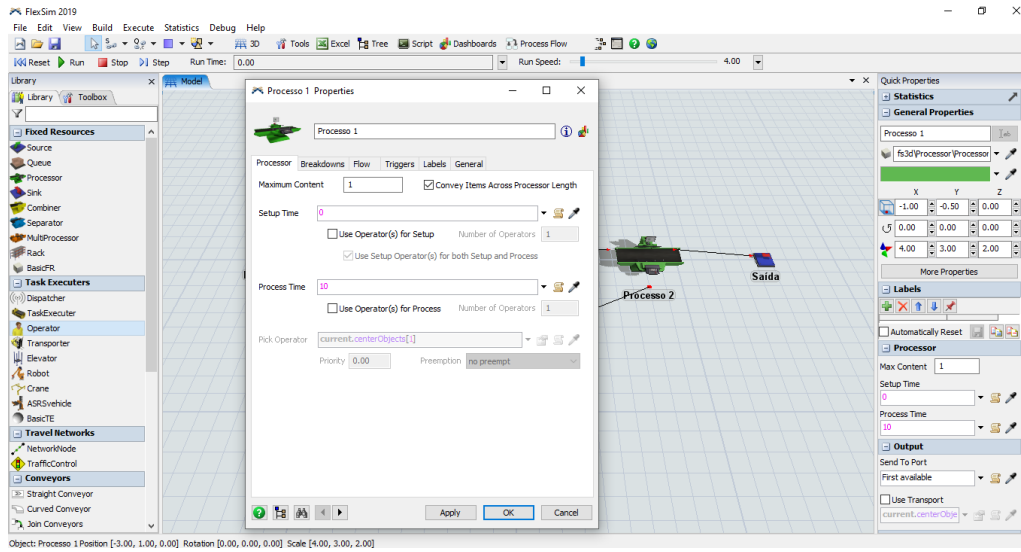 FlexSim 2019
File Edit View Build Execute Statistics Debug Help
3D Tools Excel Tree Script Dashboards Process Flow
Reset Run Stop Step Run Time: 0.00 Run Speed: 4.00
Library
Library Toolbox
Fixed Resources
Source
Queue
Processor
Sink
Combiner
Separator
MultiProcessor
Rack
BasicFR
Task Executers
Dispatcher
TaskExecuter
Operator
Transporter
Elevator
Robot
Crane
ASRSvehicle
BasicTE
Travel Networks
NetworkNode
TrafficControl
Conveyors
Straight Conveyor
Curved Conveyor
Join Conveyors
Model
Processo 1 Properties
Processo 1
Processor Breakdowns Flow Triggers Labels General
Maximum Content 1 Convey Items Across Processor Length
Setup Time 0
Use Operator(s) for Setup Number of Operators 1
Use Setup Operator(s) for both Setup and Process
Process Time 10
Use Operator(s) for Process Number of Operators 1
Pick Operator current.centerObjects[1]
Priority 0.00 Preemption no preempt
Apply OK Cancel
Processo 2
Saída
Quick Properties
Statistics
General Properties
Processo 1
fs3d\Processor\Processor
X Y Z
-1.00 -0.50 0.00
0.00 0.00 0.00
4.00 3.00 2.00
More Properties
Labels
Automatically Reset
Processor
Max Content 1
Setup Time
0
Process Time
10
Output
Send To Port
First available
Use Transport
current.centerObje
Object: Processo 1 Position [-3.00, 1.00, 0.00] Rotation [0.00, 0.00, 0.00] Scale [4.00, 3.00, 2.00]